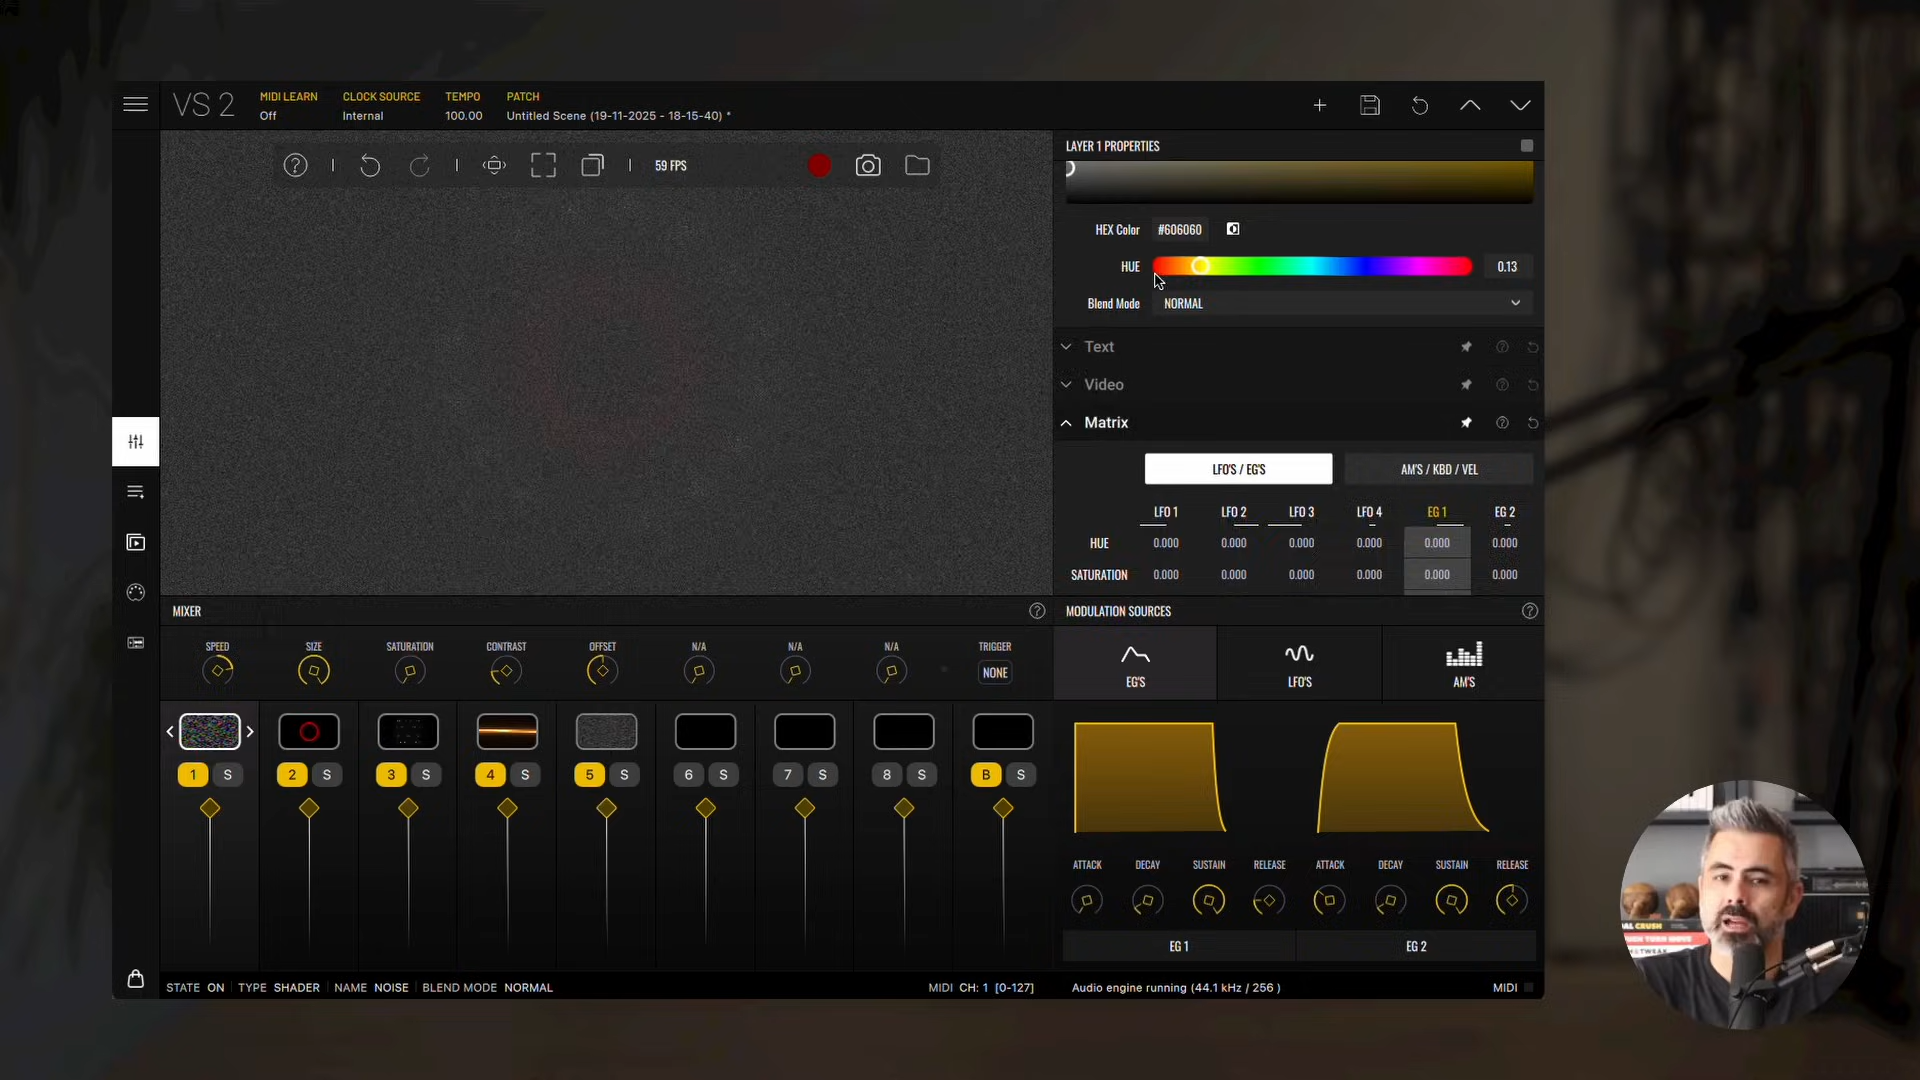 VS 2
MIDI LEARN
Off
CLOCK SOURCE
Internal
TEMPO
100.00
PATCH
Untitled Scene (19-11-2025 - 18-15-40) *
59 FPS
LAYER 1 PROPERTIES
HEX Color #606060
HUE 0.13
Blend Mode NORMAL
Text
Video
Matrix
LFO'S / EG'S AM'S / KBD / VEL
LFO 1 LFO 2 LFO 3 LFO 4 EG 1 EG 2
HUE 0.000 0.000 0.000 0.000 0.000 0.000
SATURATION 0.000 0.000 0.000 0.000 0.000 0.000
MIXER
SPEED SIZE SATURATION CONTRAST OFFSET N/A N/A N/A TRIGGER
NONE
1 S 2 S 3 S 4 S 5 S 6 S 7 S 8 S B S
MODULATION SOURCES
EG'S LFO'S AM'S
ATTACK DECAY SUSTAIN RELEASE ATTACK DECAY SUSTAIN RELEASE
EG 1 EG 2
STATE ON TYPE SHADER NAME NOISE BLEND MODE NORMAL
MIDI CH: 1 [0-127]
Audio engine running (44.1 kHz / 256 )
MIDI
CRUSH
TURN MOVE